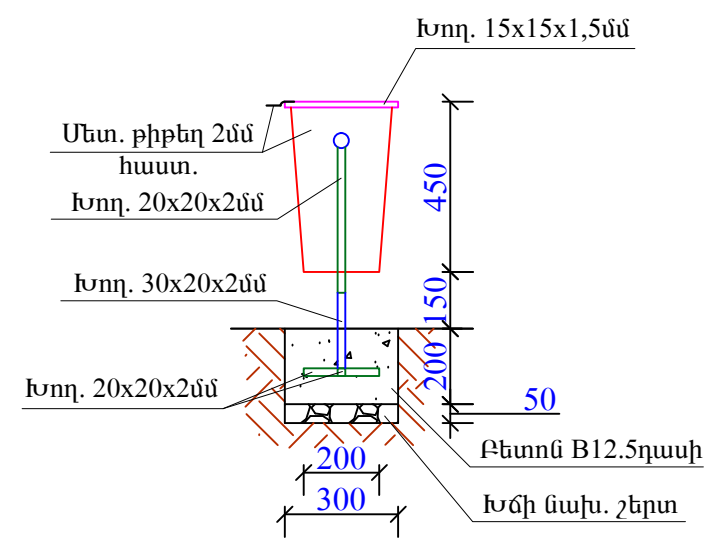 Խող. 15x15x1,5մմ
Մետ. թիթեղ 2մմ
հաստ.
Խող. 20x20x2մմ
450
Խող. 30x20x2մմ
150
200
Խող. 20x20x2մմ
50
Բետոն B12.5դասի
200
300
Խճի նախ. շերտ